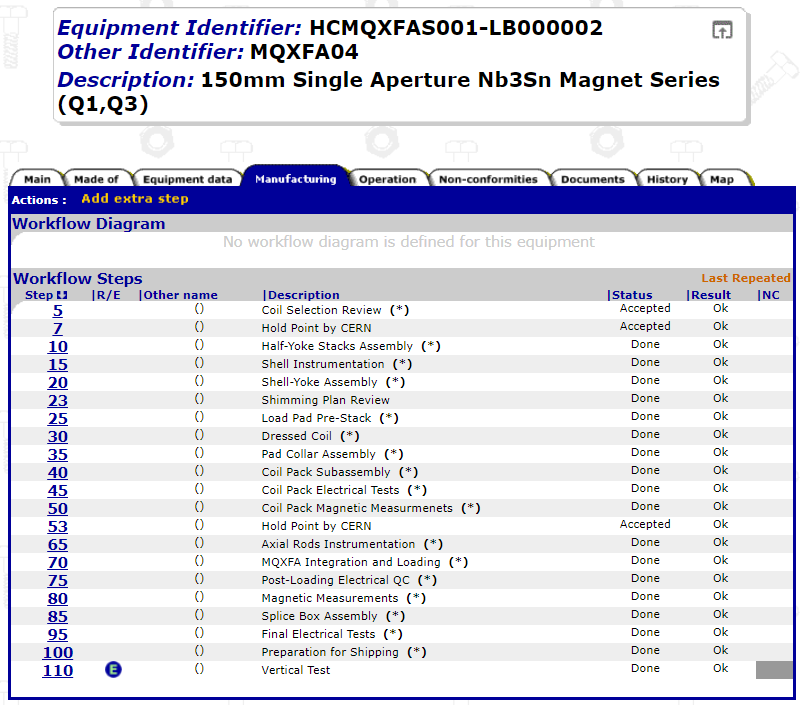 Equipment Identifier: HCMQXFAS001-LB000002
Other Identifier: MQXFA04
Description: 150mm Single Aperture Nb3Sn Magnet Series
(Q1,Q3)
Main Made of Equipment data Manufacturing Operation Non-conformities Documents History Map
Actions : Add extra step
Workflow Diagram
No workflow diagram is defined for this equipment
Workflow Steps Last Repeated
Step |R/E |Other name |Description |Status |Result |NC
5 () Coil Selection Review (*) Accepted Ok
7 () Hold Point by CERN Accepted Ok
10 () Half-Yoke Stacks Assembly (*) Done Ok
15 () Shell Instrumentation (*) Done Ok
20 () Shell-Yoke Assembly (*) Done Ok
23 () Shimming Plan Review Done Ok
25 () Load Pad Pre-Stack (*) Done Ok
30 () Dressed Coil (*) Done Ok
35 () Pad Collar Assembly (*) Done Ok
40 () Coil Pack Subassembly (*) Done Ok
45 () Coil Pack Electrical Tests (*) Done Ok
50 () Coil Pack Magnetic Measurmenets (*) Done Ok
53 () Hold Point by CERN Accepted Ok
65 () Axial Rods Instrumentation (*) Done Ok
70 () MQXFA Integration and Loading (*) Done Ok
75 () Post-Loading Electrical QC (*) Done Ok
80 () Magnetic Measurements (*) Done Ok
85 () Splice Box Assembly (*) Done Ok
95 () Final Electrical Tests (*) Done Ok
100 () Preparation for Shipping (*) Done Ok
110 E () Vertical Test Done Ok